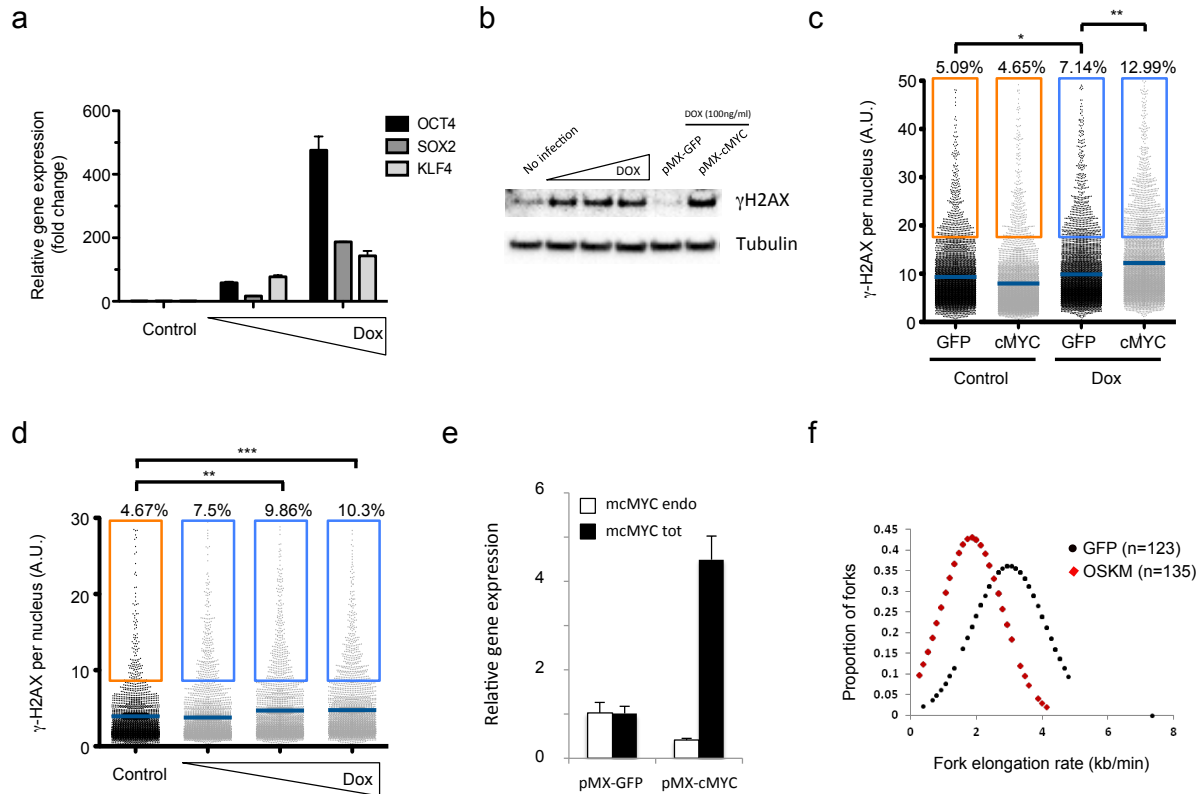 a
Relative gene expression
(fold change)
600
400
200
0
OCT4
SOX2
KLF4
Control
Dox
b
DOX (100ng/ml)
No infection
DOX
pMX-GFP
pMX-cMYC
γH2AX
Tubulin
c
*
**
5.09% 4.65% 7.14% 12.99%
γ-H2AX per nucleus (A.U.)
50
40
30
20
10
0
GFP cMYC GFP cMYC
Control Dox
d
***
**
4.67% 7.5% 9.86% 10.3%
γ-H2AX per nucleus (A.U.)
30
20
10
0
Control
Dox
e
Relative gene expression
6
4
2
0
mcMYC endo
mcMYC tot
pMX-GFP pMX-cMYC
f
Proportion of forks
0.45
0.4
0.35
0.3
0.25
0.2
0.15
0.1
0.05
0
0 2 4 6 8
GFP (n=123)
OSKM (n=135)
Fork elongation rate (kb/min)